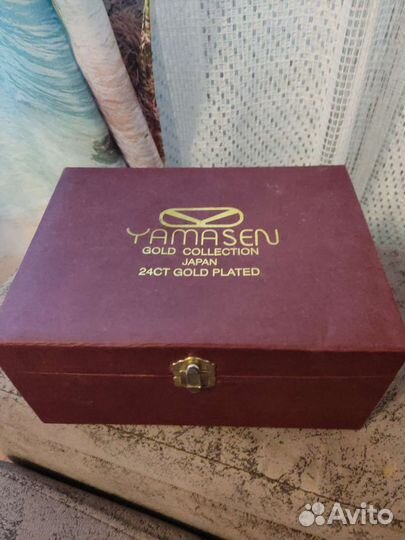 YAMASEN
GOLD COLLECTION
JAPAN
24CT GOLD PLATED
Avito